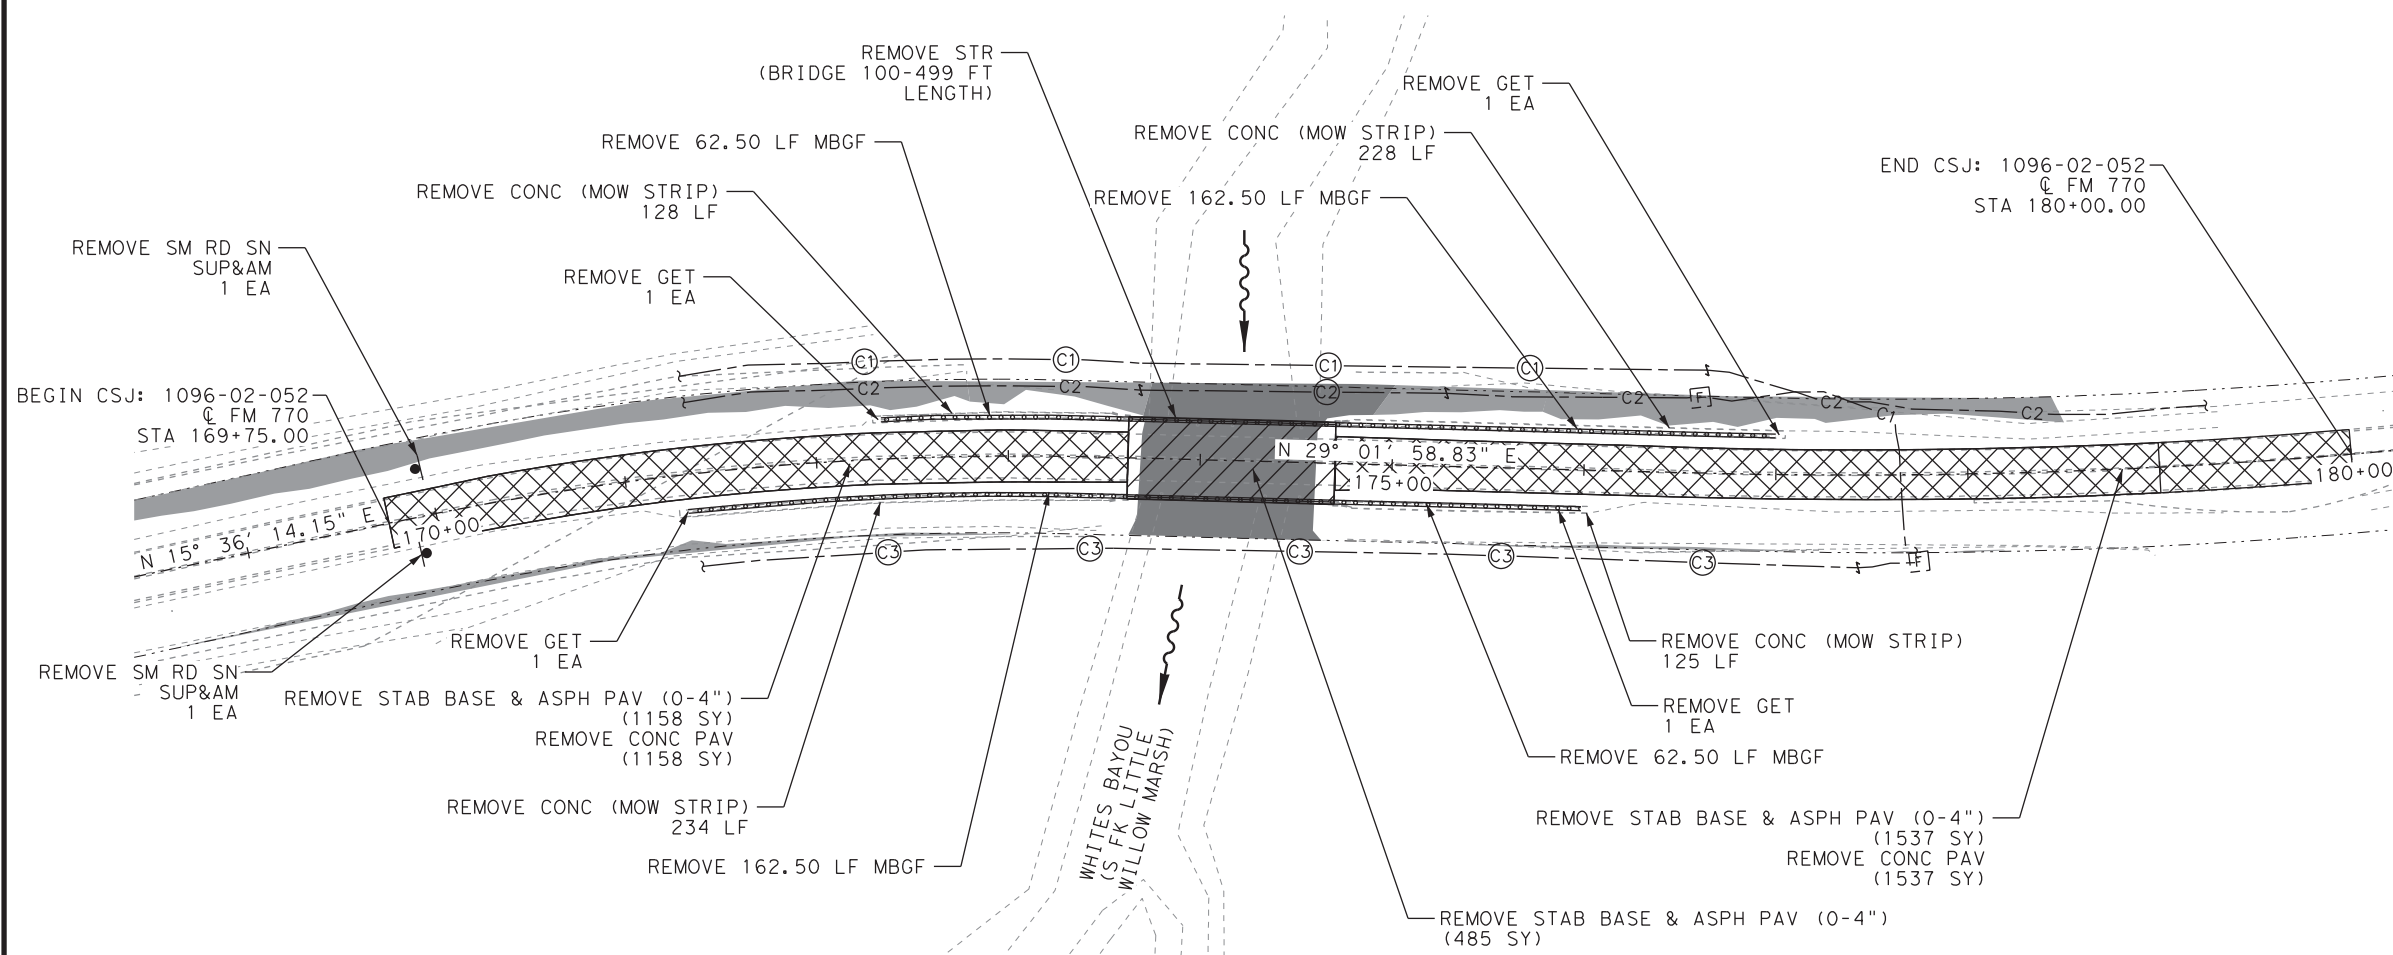 REMOVE STR
(BRIDGE 100-499 FT
LENGTH)
REMOVE GET
1 EA
REMOVE 62.50 LF MBGF
REMOVE CONC (MOW STRIP)
228 LF
END CSJ: 1096-02-052
℄ FM 770
STA 180+00.00
REMOVE CONC (MOW STRIP)
128 LF
REMOVE 162.50 LF MBGF
REMOVE SM RD SN
SUP&AM
1 EA
REMOVE GET
1 EA
BEGIN CSJ: 1096-02-052
℄ FM 770
STA 169+75.00
C1
C1
C1
C1
C2
C2
C2
C2
F
C2
C1
C2
N 29° 01' 58.83" E
175+00
180+00
N 15° 36' 14.15" E
170+00
C3
C3
C3
C3
C3
F
REMOVE GET
1 EA
REMOVE CONC (MOW STRIP)
125 LF
REMOVE SM RD SN
SUP&AM
1 EA
REMOVE STAB BASE & ASPH PAV (0-4")
(1158 SY)
REMOVE CONC PAV
(1158 SY)
REMOVE GET
1 EA
REMOVE 62.50 LF MBGF
WHITES BAYOU
(S FK LITTLE
WILLOW MARSH)
REMOVE CONC (MOW STRIP)
234 LF
REMOVE STAB BASE & ASPH PAV (0-4")
(1537 SY)
REMOVE CONC PAV
(1537 SY)
REMOVE 162.50 LF MBGF
REMOVE STAB BASE & ASPH PAV (0-4")
(485 SY)